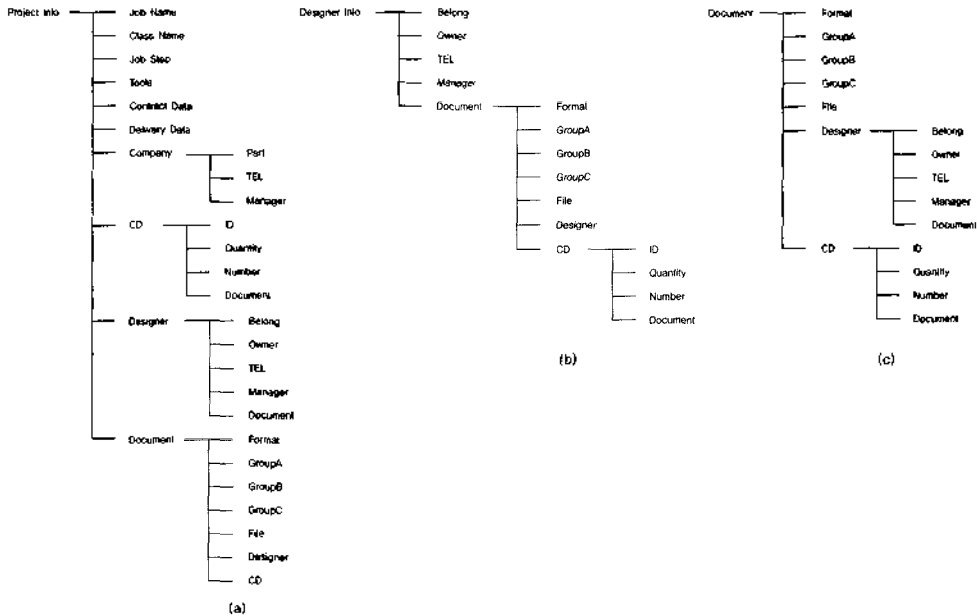 Project Info
Job Name
Class Name
Job Step
Tools
Contract Data
Delivery Data
Company
Part
TEL
Manager
CD
ID
Quantity
Number
Document
Designer
Belong
Owner
TEL
Manager
Document
Document
Format
GroupA
GroupB
GroupC
File
Designer
CD
(a)
Designer Info
Belong
Owner
TEL
Manager
Document
Format
GroupA
GroupB
GroupC
File
Designer
CD
ID
Quantity
Number
Document
(b)
Document
Format
GroupA
GroupB
GroupC
File
Designer
Belong
Owner
TEL
Manager
Document
CD
ID
Quantity
Number
Document
(c)